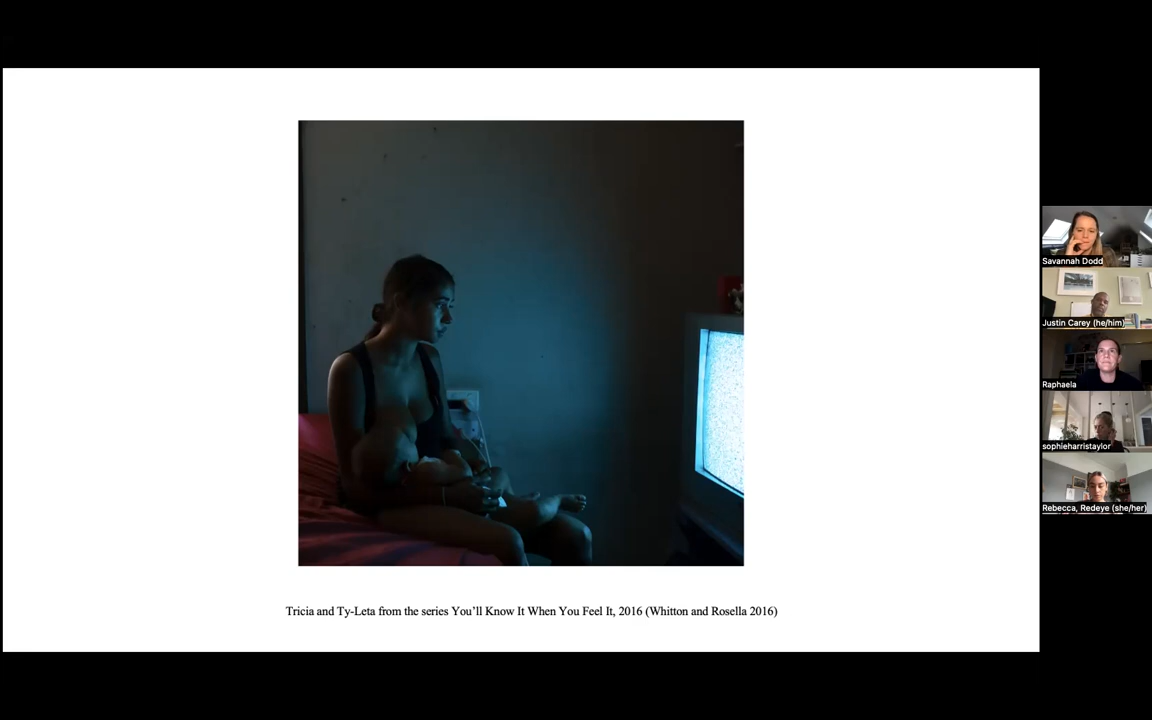 Tricia and Ty-Leta from the series You’ll Know It When You Feel It, 2016 (Whitton and Rosella 2016)
Savannah Dodd
Justin Carey (he/him)
Raphaela
sophieharristaylor
Rebecca, Redeye (she/her)